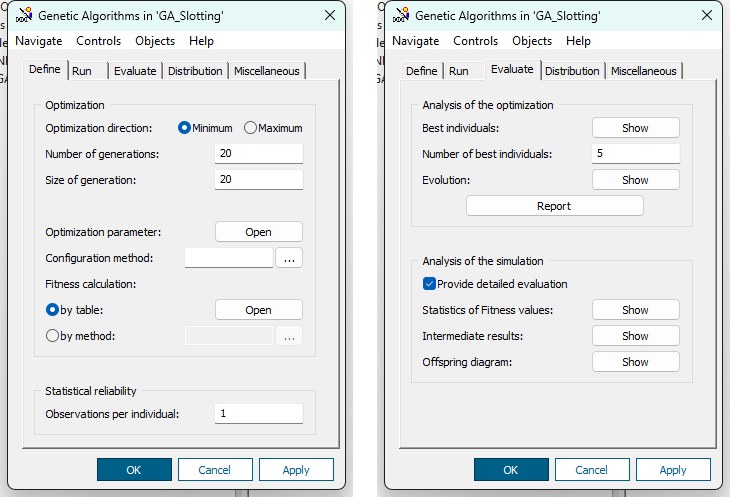 Genetic Algorithms in 'GA_Slotting'
Navigate Controls Objects Help
Define Run Evaluate Distribution Miscellaneous
Optimization
Optimization direction: Minimum Maximum
Number of generations: 20
Size of generation: 20
Optimization parameter: Open
Configuration method: ...
Fitness calculation:
by table: Open
by method: ...
Statistical reliability
Observations per individual: 1
OK Cancel Apply
Genetic Algorithms in 'GA_Slotting'
Navigate Controls Objects Help
Define Run Evaluate Distribution Miscellaneous
Analysis of the optimization
Best individuals: Show
Number of best individuals: 5
Evolution: Show
Report
Analysis of the simulation
Provide detailed evaluation
Statistics of Fitness values: Show
Intermediate results: Show
Offspring diagram: Show
OK Cancel Apply